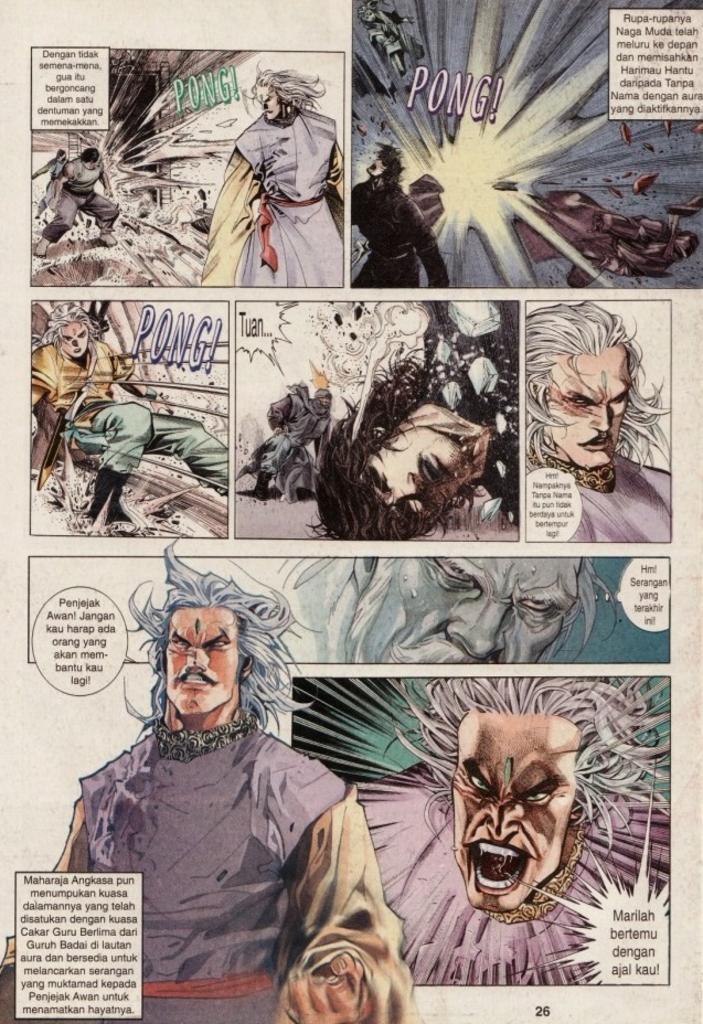 Dengan tidak
semena-mena,
gua itu
bergoncang
dalam satu
dentuman yang
memekakkan.
PONG!
PONG!
Rupa-rupanya
Naga Muda telah
meluru ke depan
dan memisahkan
Harimau Hantu
daripada Tanpa
Nama dengan aura
yang diaktifkannya.
PONG!
Tuan...
Hm!
Nampaknya
Tanpa Nama
itu pun tidak
berdaya untuk
bertempur
lagi!
Penjejak
Awan! Jangan
kau harap ada
orang yang
akan mem-
bantu kau
lagi!
Hm!
Serangan
yang
terakhir
ini!
Maharaja Angkasa pun
menumpukan kuasa
dalamannya yang telah
disatukan dengan kuasa
Cakar Guru Berlima dari
Guruh Badai di lautan
aura dan bersedia untuk
melancarkan serangan
yang muktamad kepada
Penjejak Awan untuk
menamatkan hayatnya.
Marilah
bertemu
dengan
ajal kau!
26